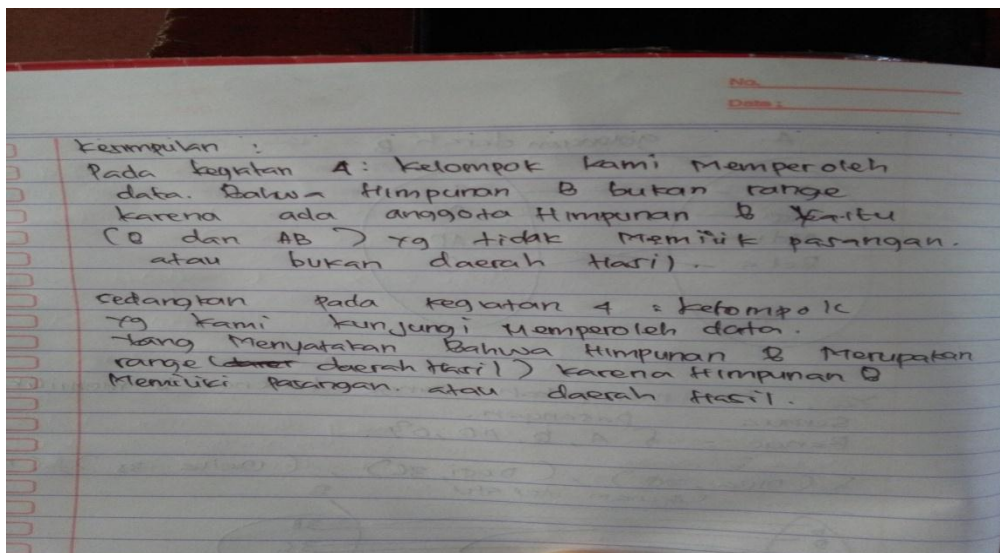 No.
Date :
Kesimpulan :
Pada kegiatan 4 : Kelompok kami memperoleh
data. Bahwa Himpunan B bukan range
karena ada anggota Himpunan B yaitu
(O dan AB) yg tidak memilik pasangan.
atau bukan daerah Hasil).
sedangkan pada kegiatan 4 : kelompok
yg kami kunjungi memperoleh data.
yang menyatakan Bahwa Himpunan B merupakan
range (daerah Hasil) karena Himpunan B
memiliki pasangan. atau daerah Hasil.